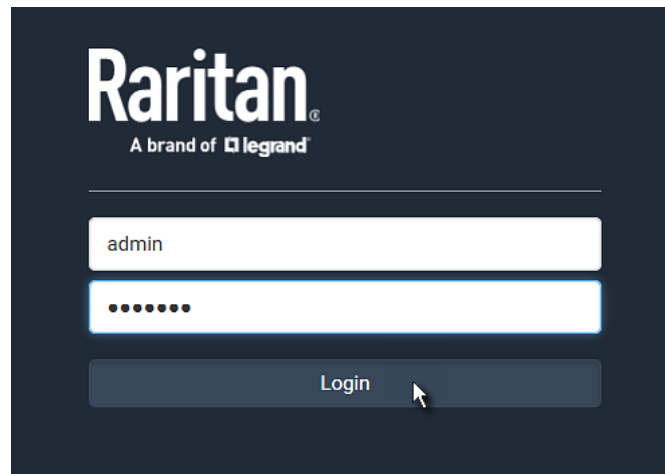 Raritan®
A brand of legrand®
admin
•••••••
Login